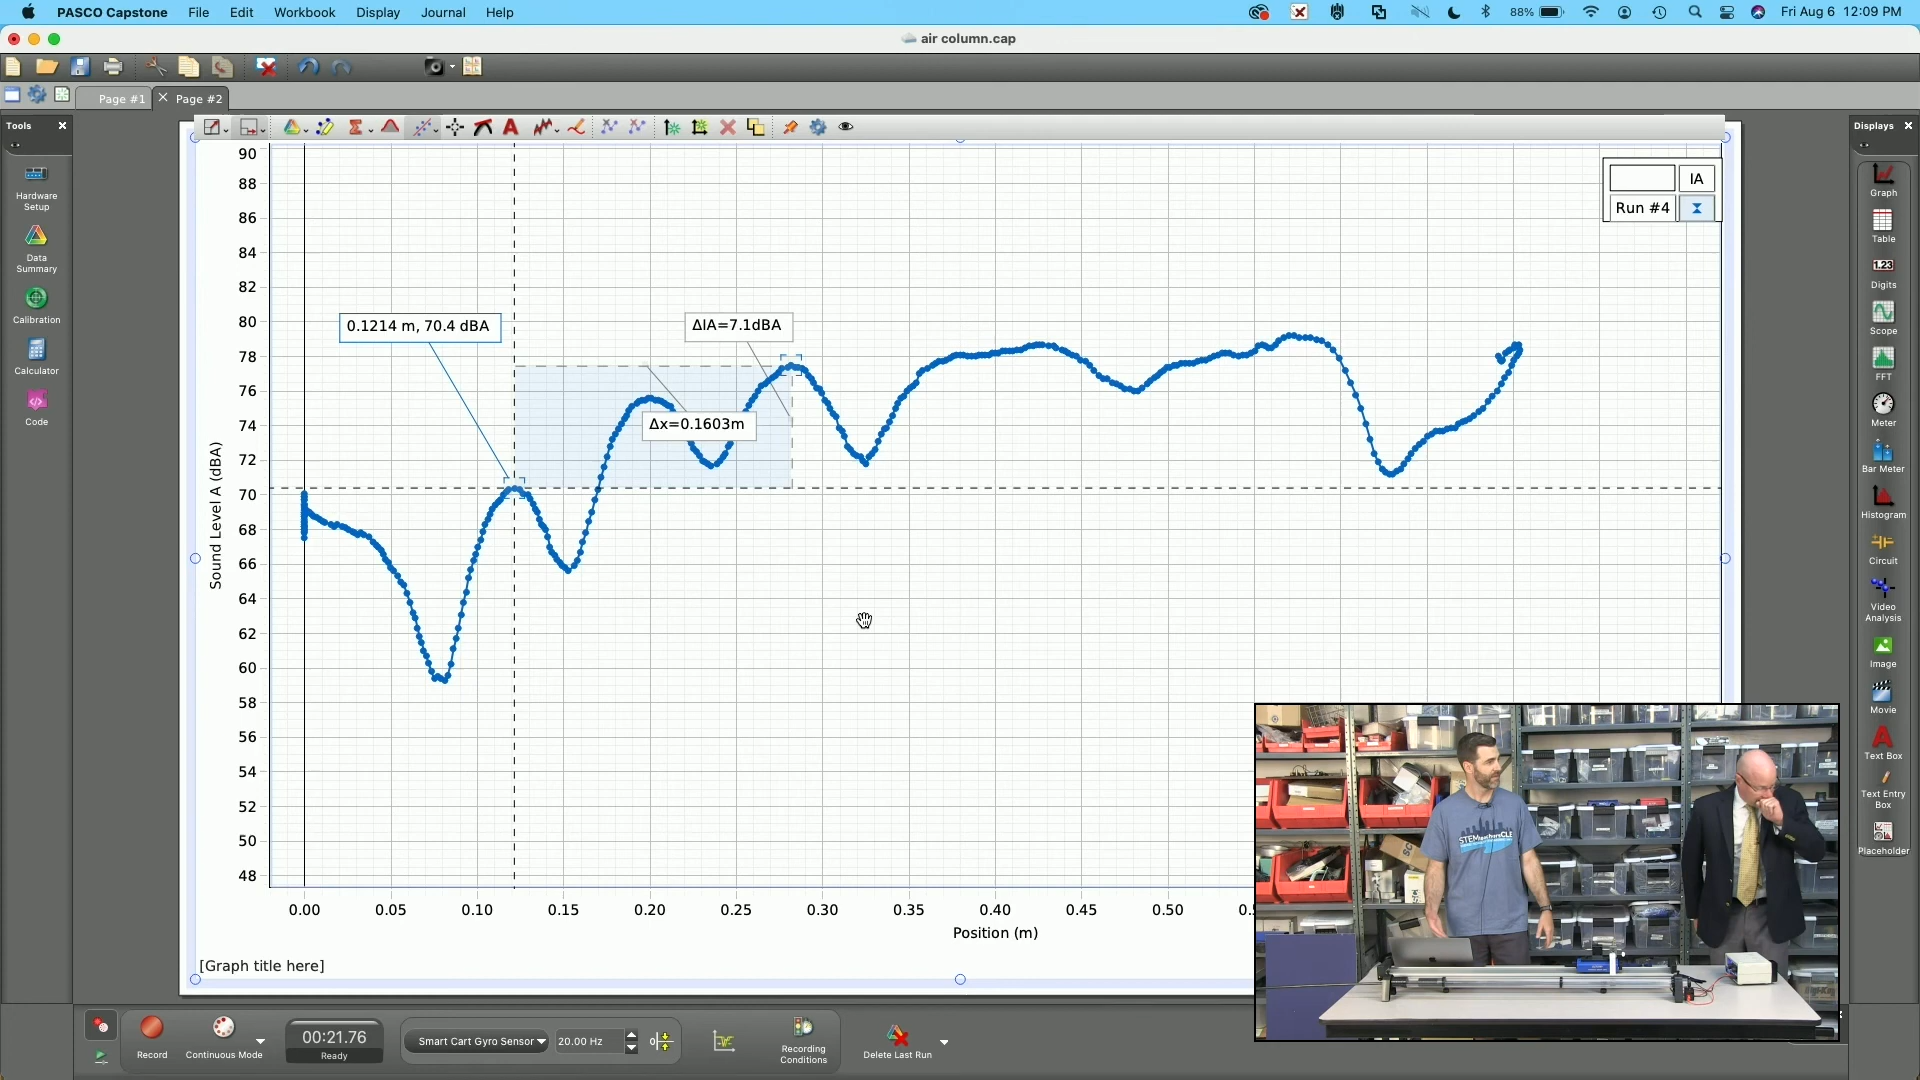 PASCO Capstone File Edit Workbook Display Journal Help 88% Fri Aug 6 12:09 PM
air column.cap
Page #1 Page #2
Tools
Hardware
Setup
Data
Summary
Calibration
Calculator
Code
90
88
86
84
82
80
78
76
74
72
70
68
66
64
62
60
58
56
54
52
50
48
Sound Level A (dBA)
0.1214 m, 70.4 dBA
ΔIA=7.1dBA
Δx=0.1603m
IA
Run #4
0.00 0.05 0.10 0.15 0.20 0.25 0.30 0.35 0.40 0.45 0.50
Position (m)
[Graph title here]
Displays
Graph
Table
1.23
Digits
Scope
FFT
Meter
Bar Meter
Histogram
Circuit
Video
Analysis
Image
Movie
Text Box
Text Entry
Box
Placeholder
Record
Continuous Mode
00:21.76
Ready
Smart Cart Gyro Sensor
20.00 Hz
Recording
Conditions
Delete Last Run